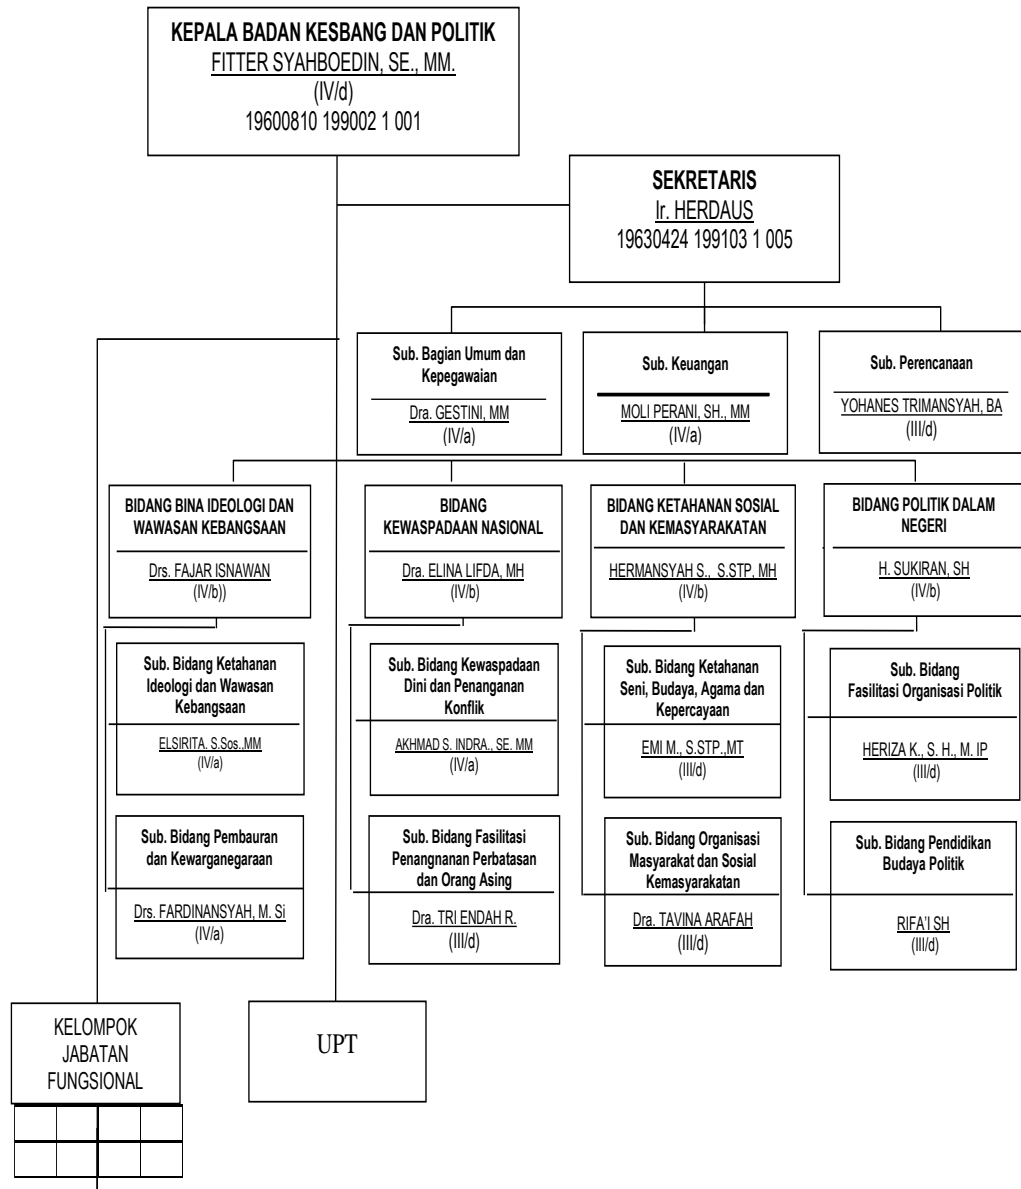 KEPALA BADAN KESBANG DAN POLITIK
FITTER SYAHBOEDIN, SE., MM.
(IV/d)
19600810 199002 1 001
SEKRETARIS
Ir. HERDAUS
19630424 199103 1 005
Sub. Bagian Umum dan
Kepegawaian
Dra. GESTINI, MM
(IV/a)
Sub. Keuangan
MOLI PERANI, SH., MM
(IV/a)
Sub. Perencanaan
YOHANES TRIMANSYAH, BA
(III/d)
BIDANG BINA IDEOLOGI DAN
WAWASAN KEBANGSAAN
Drs. FAJAR ISNAWAN
(IV/b))
BIDANG
KEWASPADAAN NASIONAL
Dra. ELINA LIFDA, MH
(IV/b)
BIDANG KETAHANAN SOSIAL
DAN KEMASYARAKATAN
HERMANSYAH S., S.STP, MH
(IV/b)
BIDANG POLITIK DALAM
NEGERI
H. SUKIRAN, SH
(IV/b)
Sub. Bidang Ketahanan
Ideologi dan Wawasan
Kebangsaan
ELSIRITA. S.Sos.,MM
(IV/a)
Sub. Bidang Kewaspadaan
Dini dan Penanganan
Konflik
AKHMAD S. INDRA., SE. MM
(IV/a)
Sub. Bidang Ketahanan
Seni, Budaya, Agama dan
Kepercayaan
EMI M., S.STP.,MT
(III/d)
Sub. Bidang
Fasilitasi Organisasi Politik
HERIZA K., S. H., M. IP
(III/d)
Sub. Bidang Pembauran
dan Kewarganegaraan
Drs. FARDINANSYAH, M. Si
(IV/a)
Sub. Bidang Fasilitasi
Penangnanan Perbatasan
dan Orang Asing
Dra. TRI ENDAH R.
(III/d)
Sub. Bidang Organisasi
Masyarakat dan Sosial
Kemasyarakatan
Dra. TAVINA ARAFAH
(III/d)
Sub. Bidang Pendidikan
Budaya Politik
RIFA'I SH
(III/d)
KELOMPOK
JABATAN
FUNGSIONAL
UPT